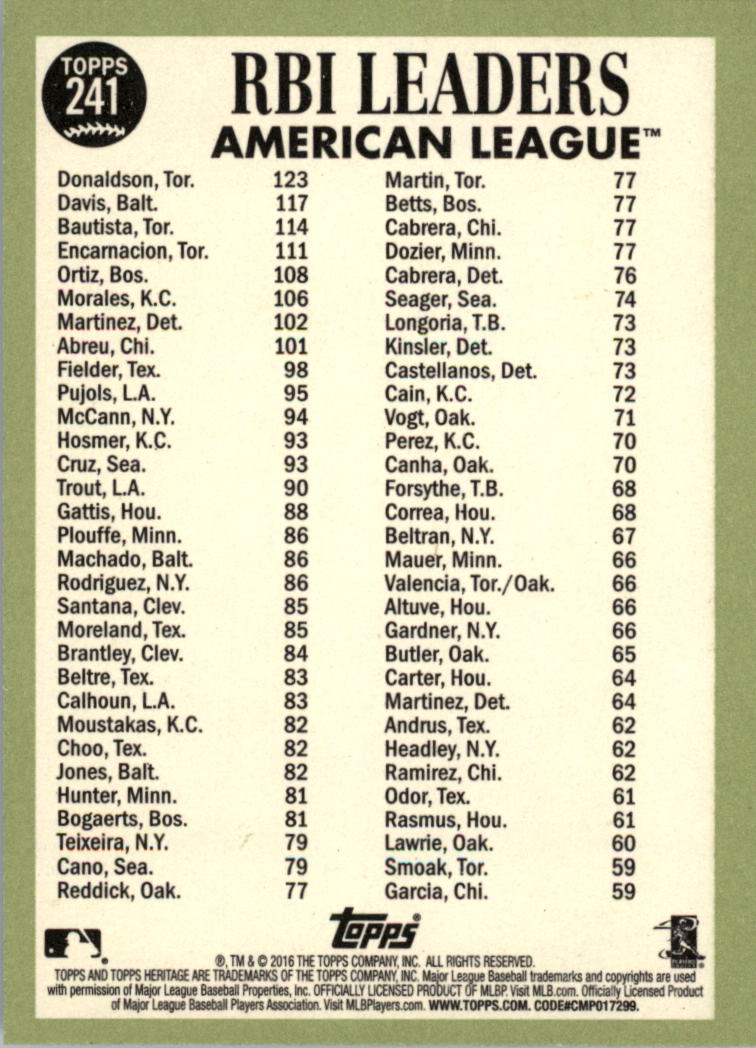 TOPPS
241
RBI LEADERS
AMERICAN LEAGUE™
Donaldson, Tor. 123
Davis, Balt. 117
Bautista, Tor. 114
Encarnacion, Tor. 111
Ortiz, Bos. 108
Morales, K.C. 106
Martinez, Det. 102
Abreu, Chi. 101
Fielder, Tex. 98
Pujols, L.A. 95
McCann, N.Y. 94
Hosmer, K.C. 93
Cruz, Sea. 93
Trout, L.A. 90
Gattis, Hou. 88
Plouffe, Minn. 86
Machado, Balt. 86
Rodriguez, N.Y. 86
Santana, Clev. 85
Moreland, Tex. 85
Brantley, Clev. 84
Beltre, Tex. 83
Calhoun, L.A. 83
Moustakas, K.C. 82
Choo, Tex. 82
Jones, Balt. 82
Hunter, Minn. 81
Bogaerts, Bos. 81
Teixeira, N.Y. 79
Cano, Sea. 79
Reddick, Oak. 77
Martin, Tor. 77
Betts, Bos. 77
Cabrera, Chi. 77
Dozier, Minn. 77
Cabrera, Det. 76
Seager, Sea. 74
Longoria, T.B. 73
Kinsler, Det. 73
Castellanos, Det. 73
Cain, K.C. 72
Vogt, Oak. 71
Perez, K.C. 70
Canha, Oak. 70
Forsythe, T.B. 68
Correa, Hou. 68
Beltran, N.Y. 67
Mauer, Minn. 66
Valencia, Tor./Oak. 66
Altuve, Hou. 66
Gardner, N.Y. 66
Butler, Oak. 65
Carter, Hou. 64
Martinez, Det. 64
Andrus, Tex. 62
Headley, N.Y. 62
Ramirez, Chi. 62
Odor, Tex. 61
Rasmus, Hou. 61
Lawrie, Oak. 60
Smoak, Tor. 59
Garcia, Chi. 59
topps®
®, TM & © 2016 THE TOPPS COMPANY, INC. ALL RIGHTS RESERVED.
TOPPS AND TOPPS HERITAGE ARE TRADEMARKS OF THE TOPPS COMPANY, INC. Major League Baseball trademarks and copyrights are used
with permission of Major League Baseball Properties, Inc. OFFICIALLY LICENSED PRODUCT OF MLBP. Visit MLB.com. Officially Licensed Product
of Major League Baseball Players Association. Visit MLBPlayers.com. WWW.TOPPS.COM. CODE#CMP017299.